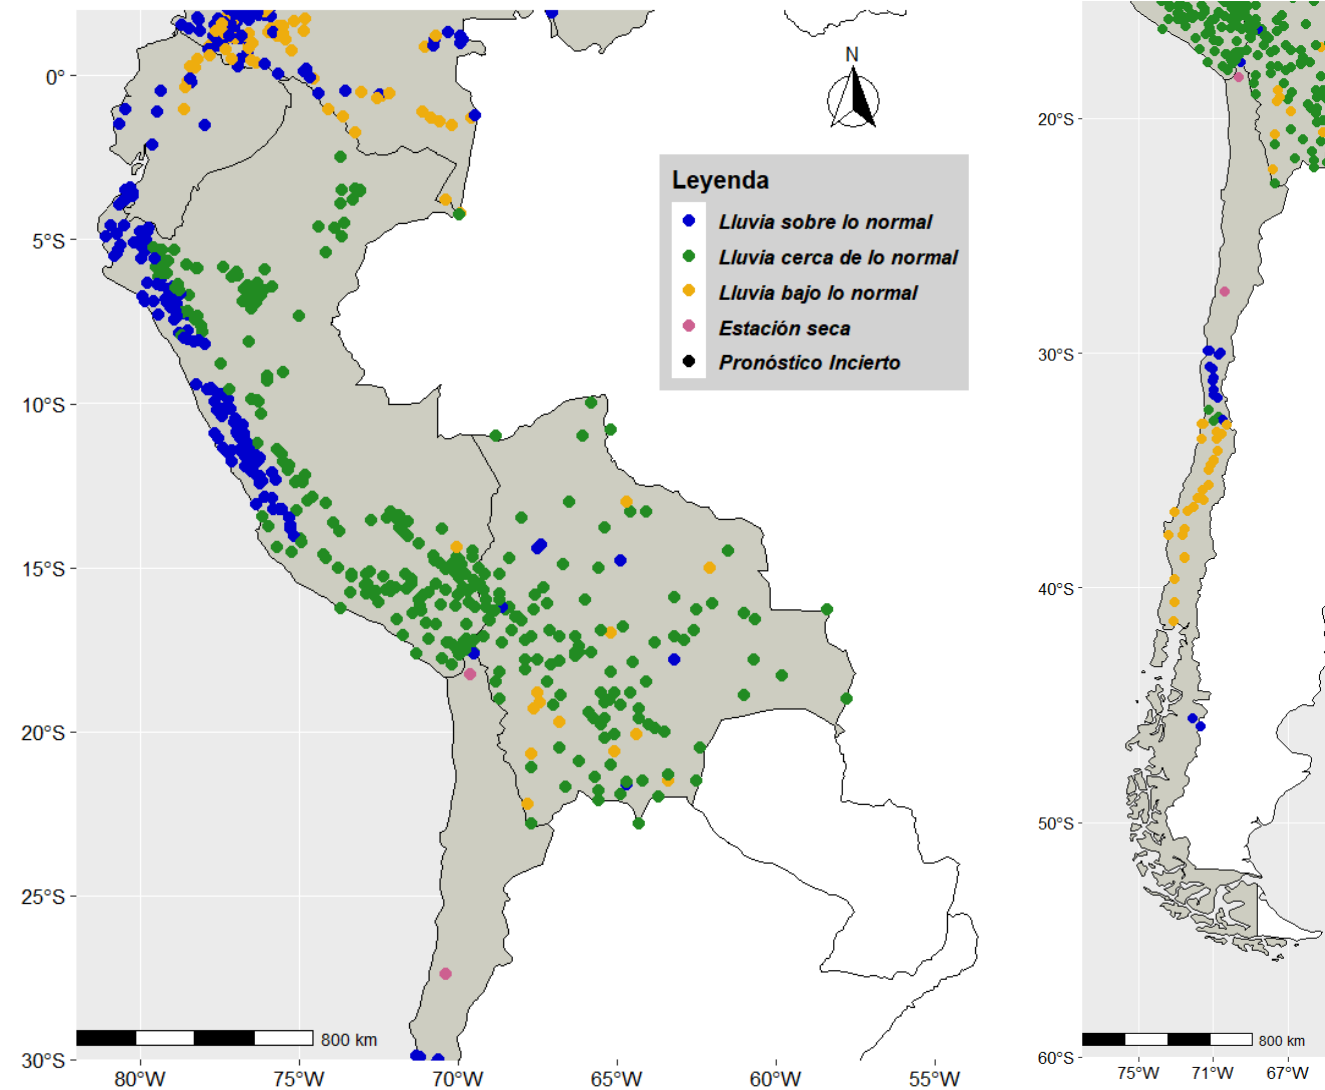 N
Leyenda
Lluvia sobre lo normal
Lluvia cerca de lo normal
Lluvia bajo lo normal
Estación seca
Pronóstico Incierto
0°
5°S
10°S
15°S
20°S
25°S
30°S
800 km
80°W
75°W
70°W
65°W
60°W
55°W
20°S
30°S
40°S
50°S
60°S
800 km
75°W
71°W
67°W